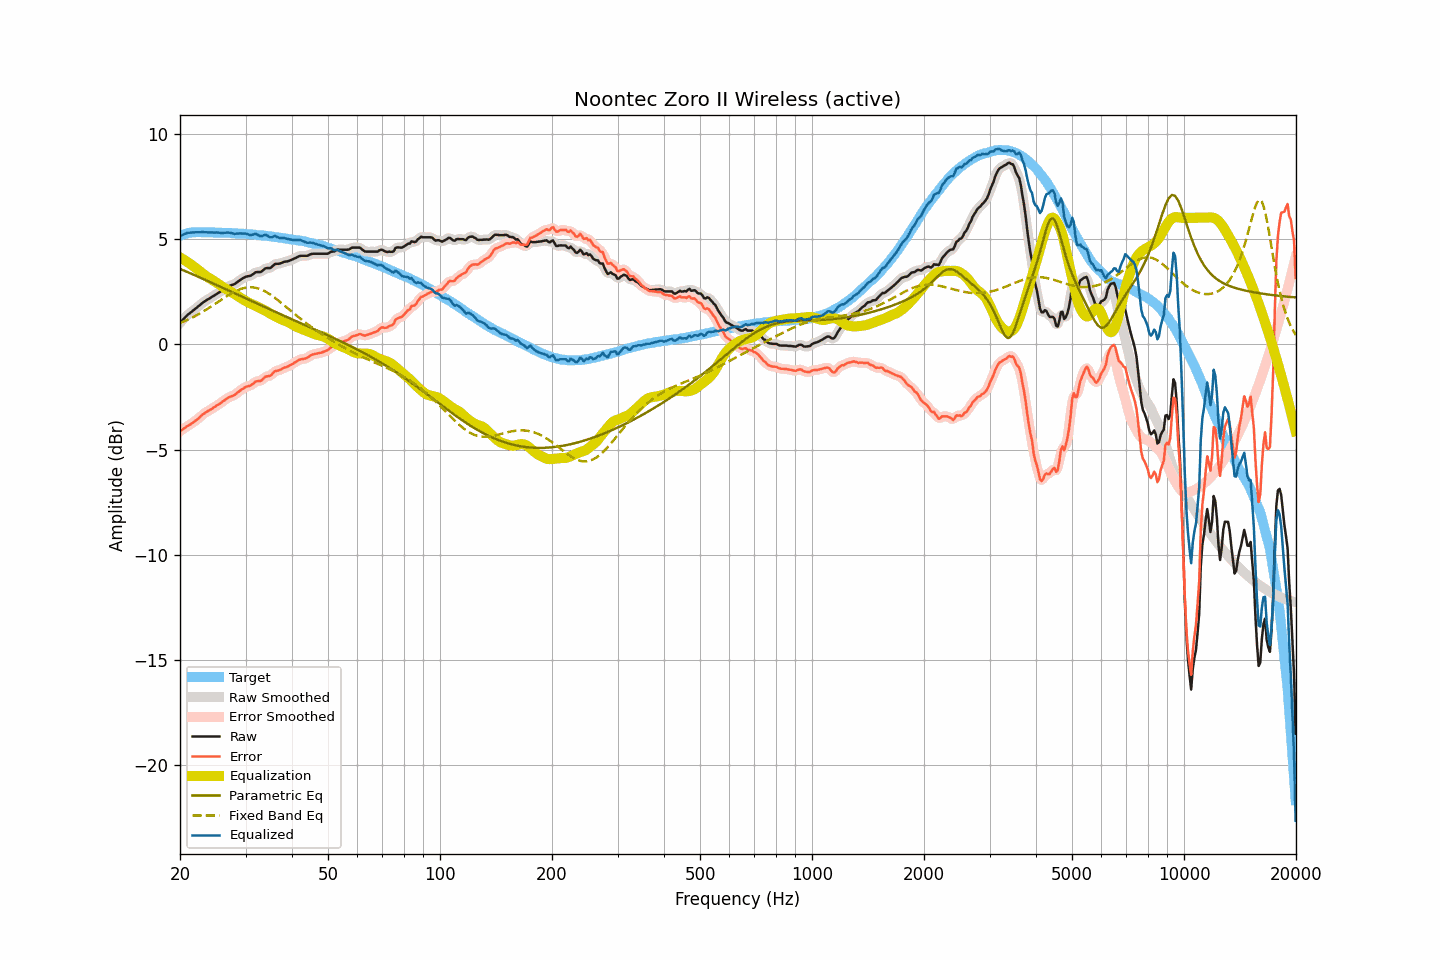 Noontec Zoro II Wireless (active)
10
5
0
−5
−10
−15
−20
Amplitude (dBr)
Target
Raw Smoothed
Error Smoothed
Raw
Error
Equalization
Parametric Eq
Fixed Band Eq
Equalized
20 50 100 200 500 1000 2000 5000 10000 20000
Frequency (Hz)